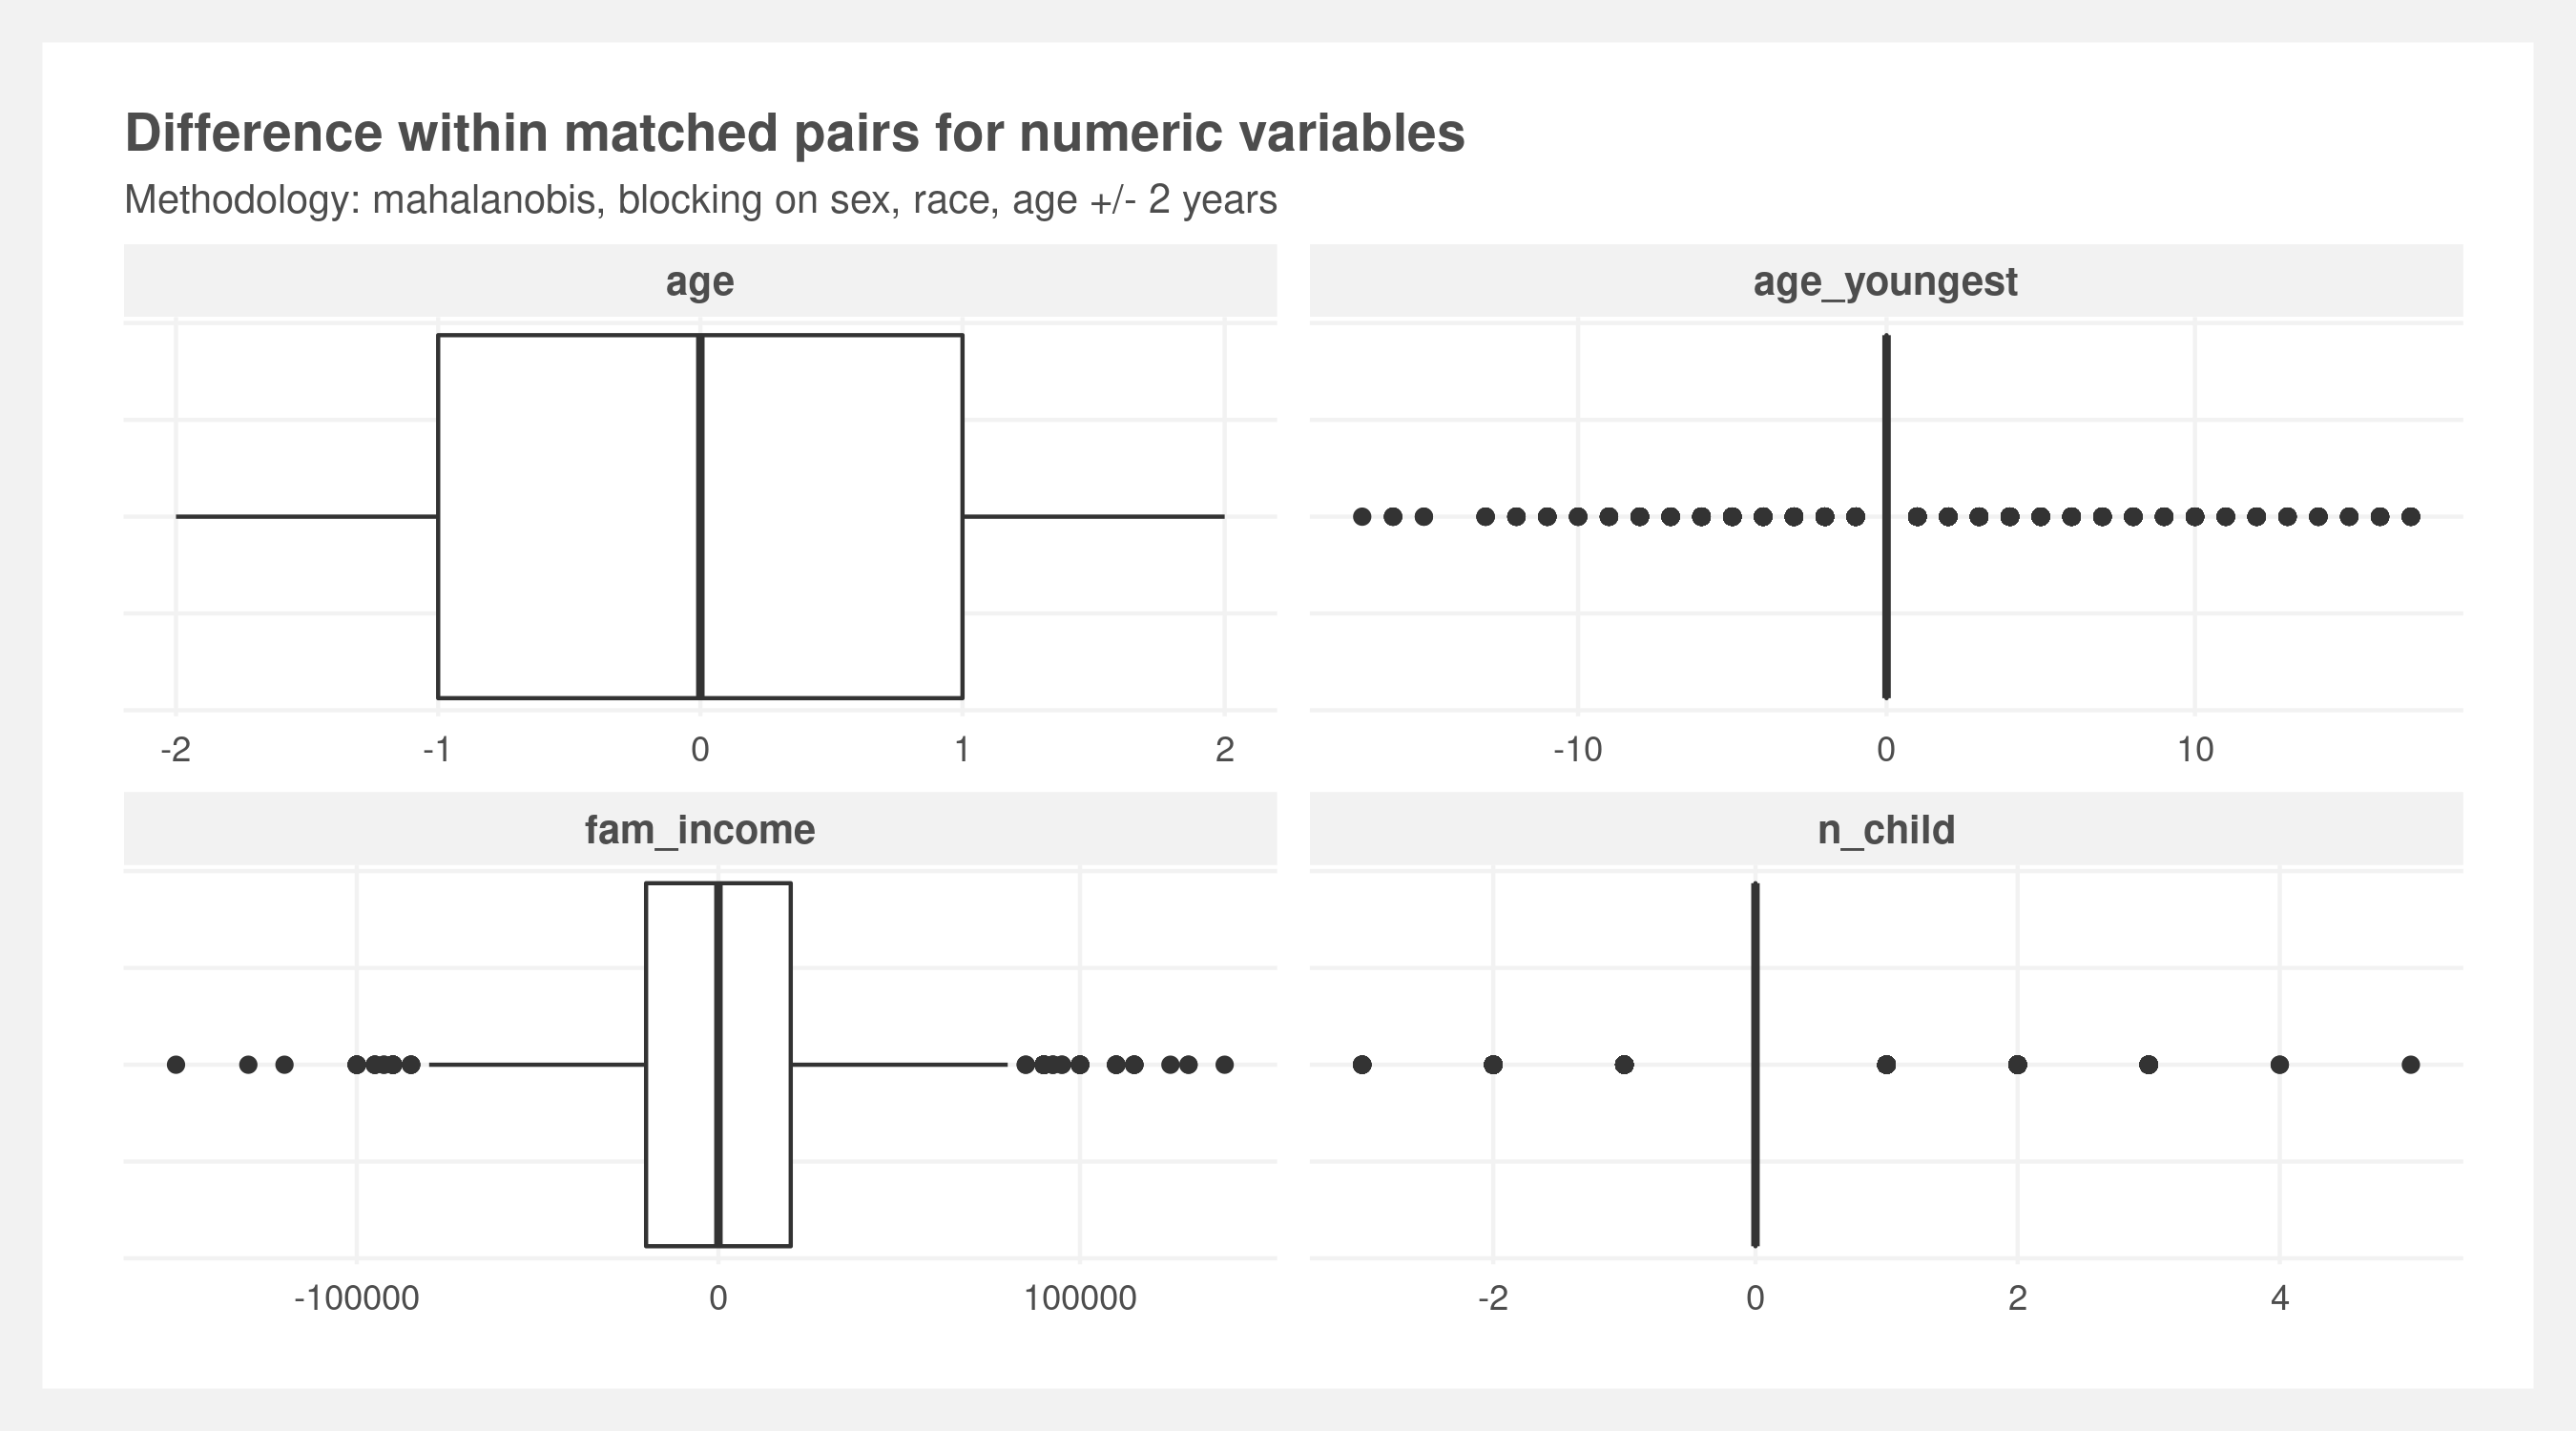 Difference within matched pairs for numeric variables
Methodology: mahalanobis, blocking on sex, race, age +/- 2 years
age
age_youngest
-2 -1 0 1 2
-10 0 10
fam_income
n_child
-100000 0 100000
-2 0 2 4